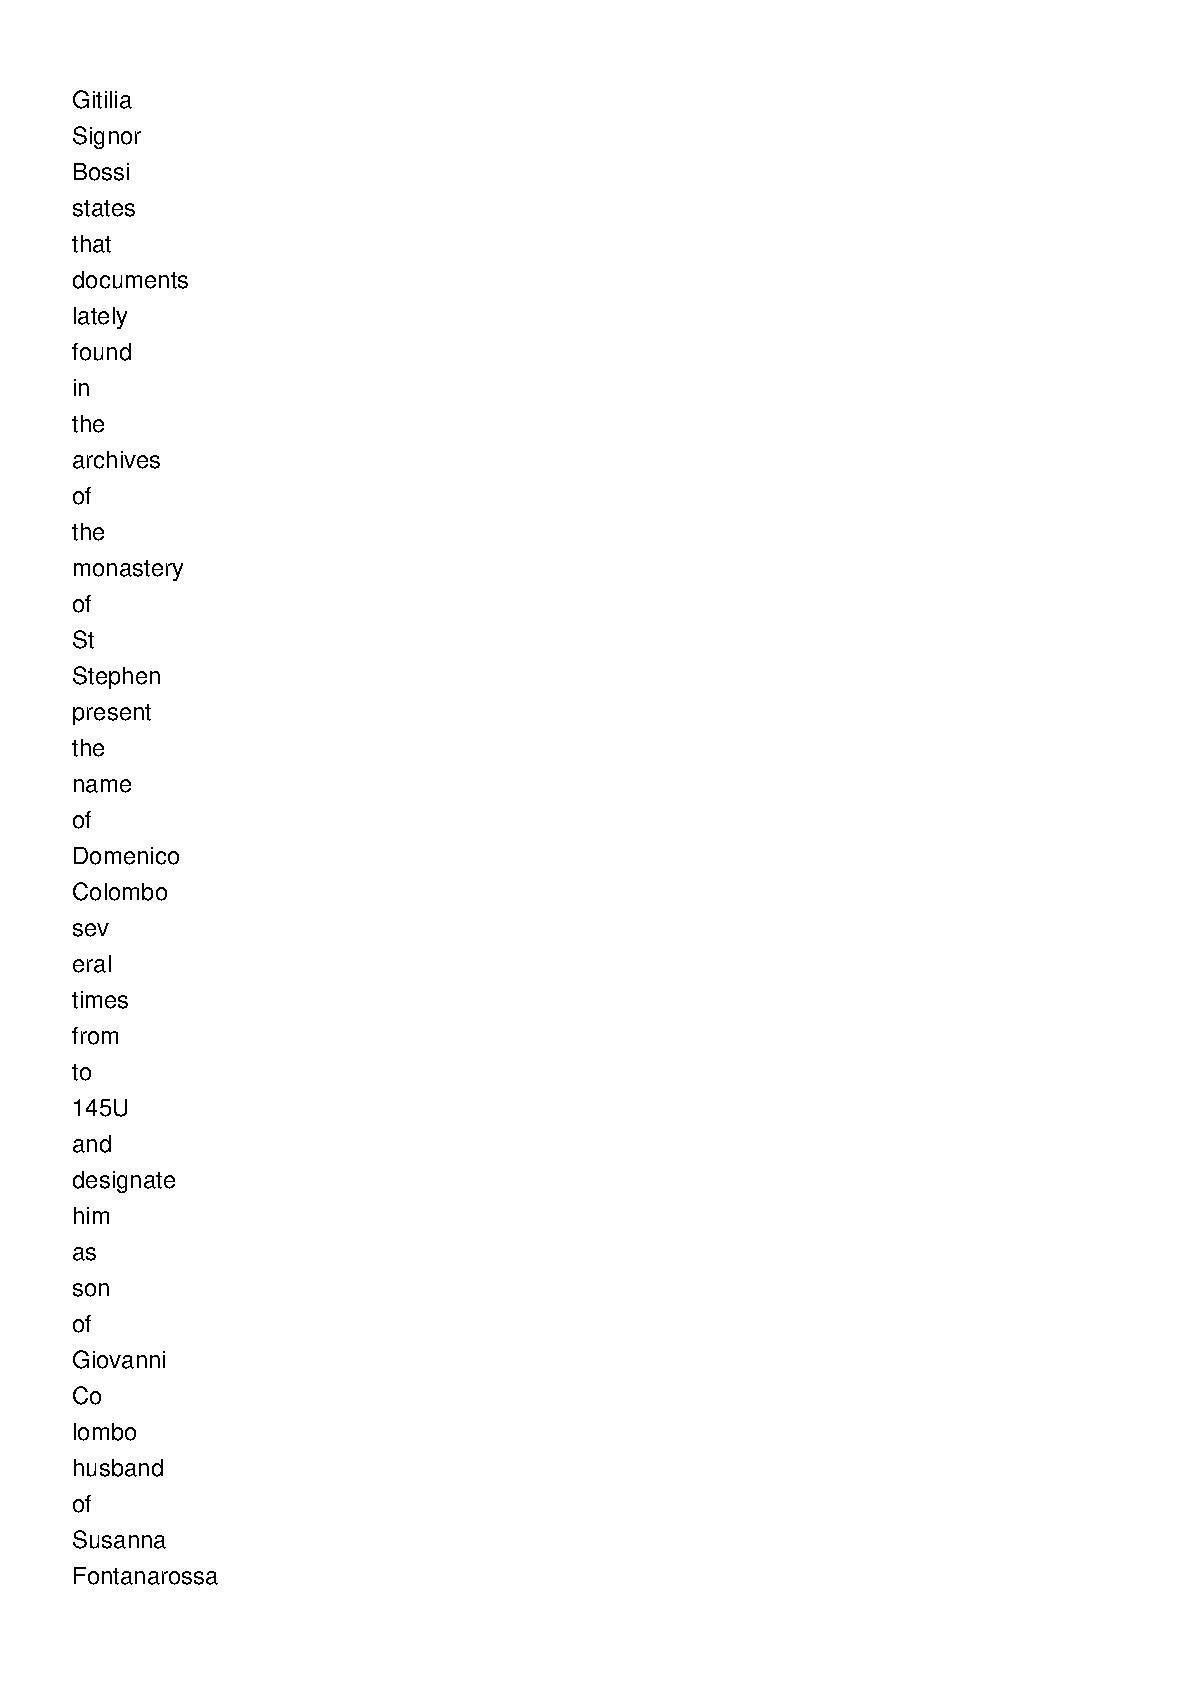 Gitilia
Signor
Bossi
states
that
documents
lately
found
in
the
archives
of
the
monastery
of
St
Stephen
present
the
name
of
Domenico
Colombo
sev
eral
times
from
to
145U
and
designate
him
as
son
of
Giovanni
Co
lombo
husband
of
Susanna
Fontanarossa